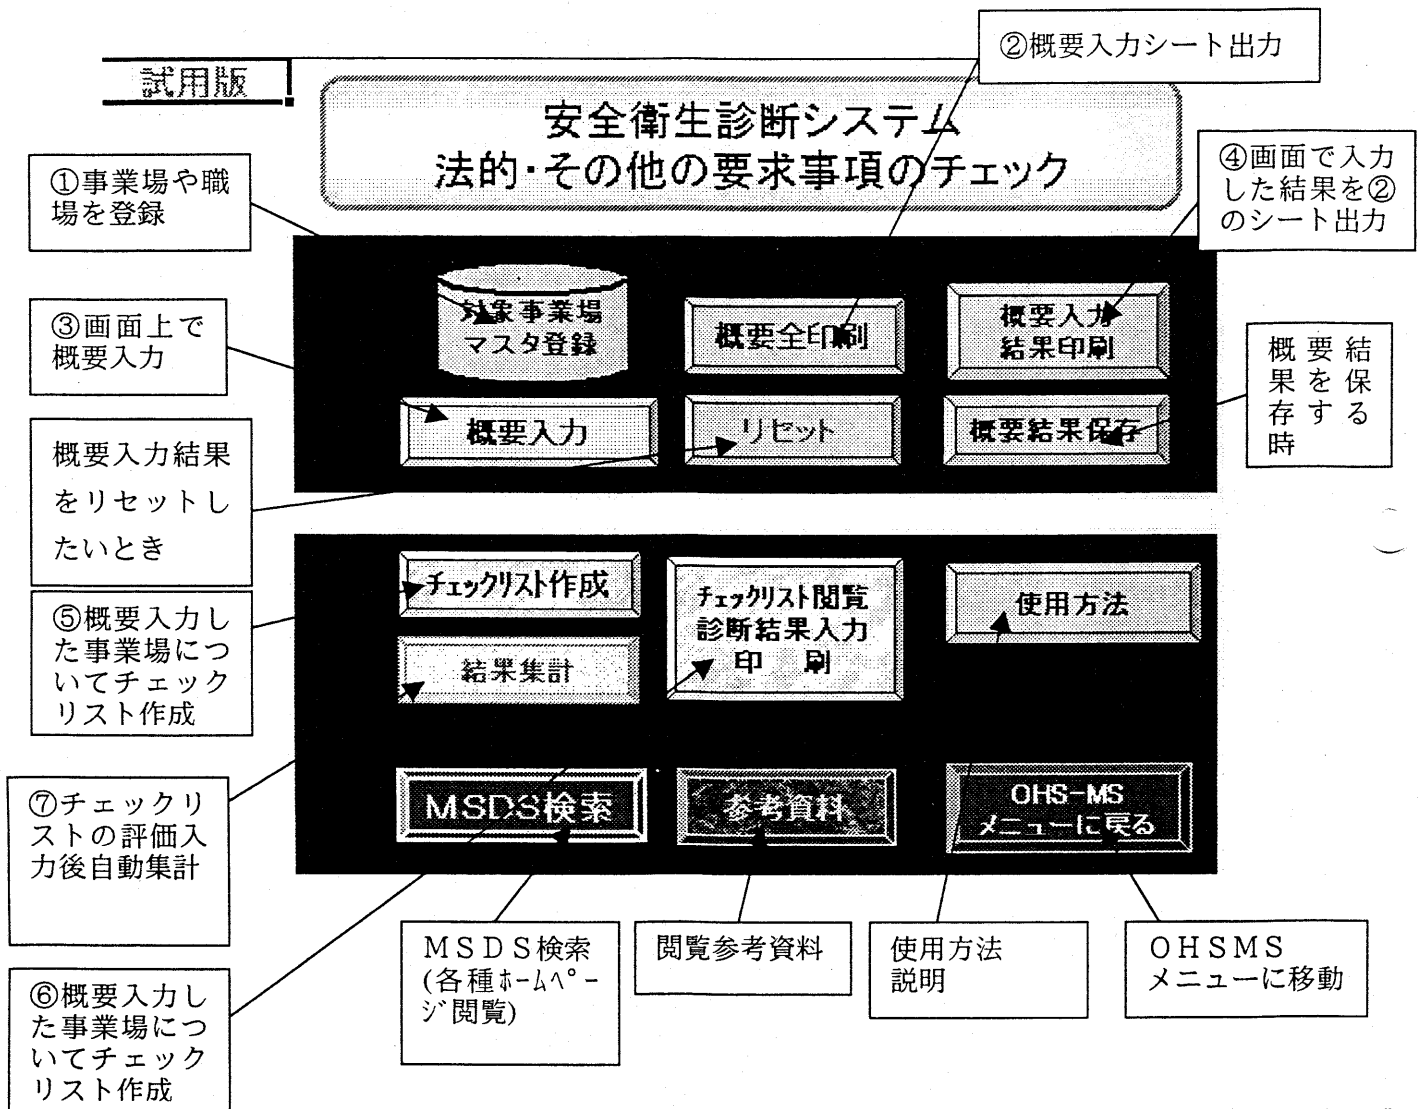 ②概要入力シート出力
試用版
安全衛生診断システム
法的・その他の要求事項のチェック
①事業場や職
場を登録
④画面で入力
した結果を②
のシート出力
対象事業場
マスタ登録
概要全印刷
概要入力
結果印刷
③画面上で
概要入力
概要結
果を保
存する
時
概要入力
リセット
概要結果保存
概要入力結果
をリセットし
たいとき
チェックリスト作成
チェックリスト閲覧
診断結果入力
印 刷
使用方法
⑤概要入力し
た事業場につ
いてチェック
リスト作成
結果集計
⑦チェックリ
ストの評価入
力後自動集計
MSDS検索
参考資料
OHS-MS
メニューに戻る
⑥概要入力し
た事業場につ
いてチェック
リスト作成
MSDS検索
(各種ﾎｰﾑﾍﾟｰ
ｼﾞ閲覧)
閲覧参考資料
使用方法
説明
OHSMS
メニューに移動